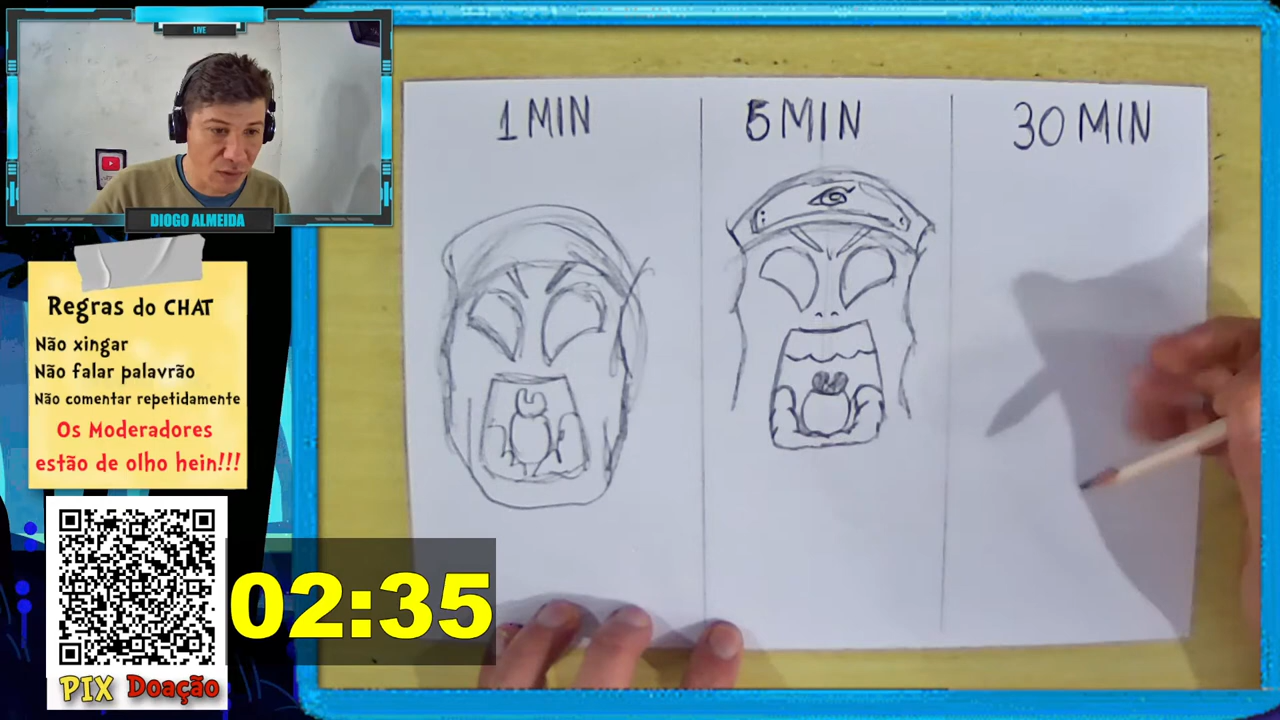 LIVE
DIOGO ALMEIDA
Regras do CHAT
Não xingar
Não falar palavrão
Não comentar repetidamente
Os Moderadores
estão de olho hein!!!
PIX Doação
02:35
1 MIN
5 MIN
30 MIN